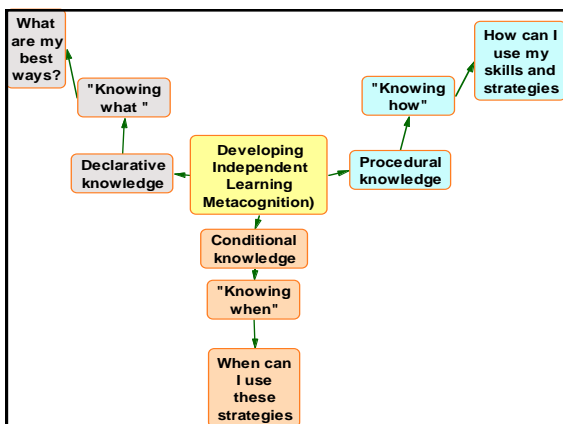 What
are my
best
ways?
"Knowing
what "
Declarative
knowledge
Developing
Independent
Learning
Metacognition)
How can I
use my
skills and
strategies
"Knowing
how"
Procedural
knowledge
Conditional
knowledge
"Knowing
when"
When can
I use
these
strategies